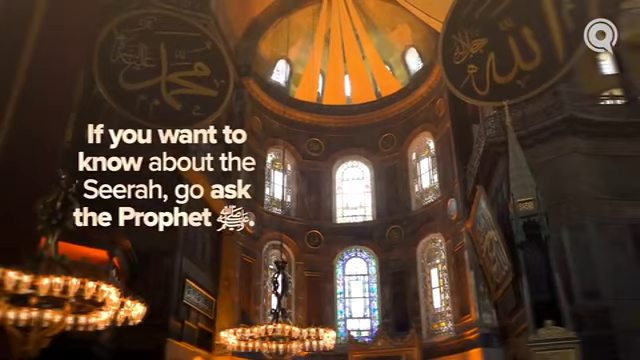 If you want to
know about the
Seerah, go ask
the Prophet ﷺ.
محمد
الله